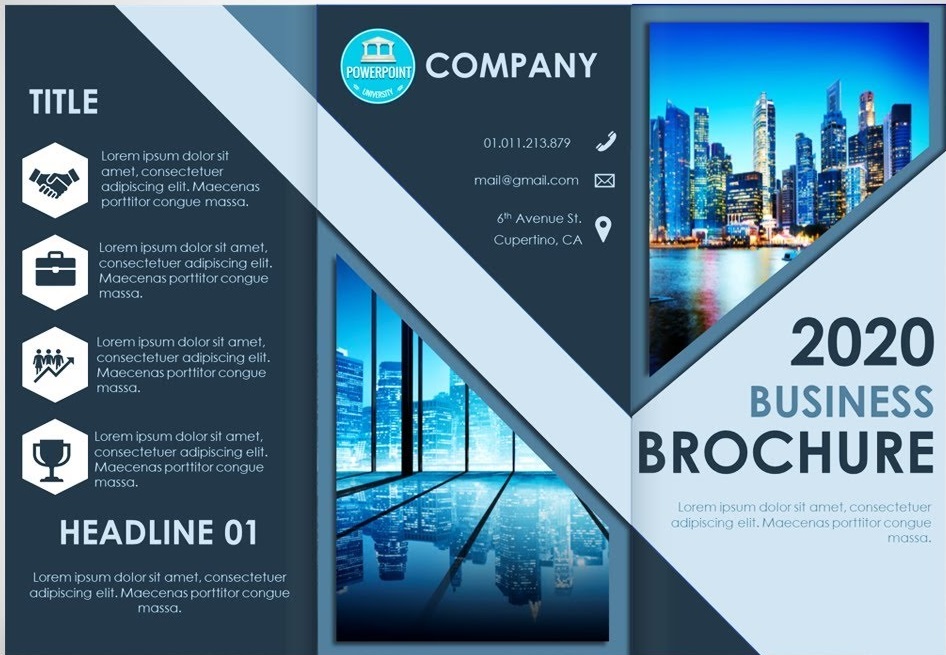 TITLE
Lorem ipsum dolor sit
amet, consectetuer
adipiscing elit. Maecenas
porttitor congue massa.
Lorem ipsum dolor sit amet,
consectetuer adipiscing elit.
Maecenas porttitor congue
massa.
Lorem ipsum dolor sit amet,
consectetuer adipiscing elit.
Maecenas porttitor congue
massa.
Lorem ipsum dolor sit amet,
consectetuer adipiscing elit.
Maecenas porttitor congue
massa.
HEADLINE 01
Lorem ipsum dolor sit amet, consectetuer
adipiscing elit. Maecenas porttitor congue
massa.
POWERPOINT
UNIVERSITY
COMPANY
01.011.213.879
mail@gmail.com
6th Avenue St.
Cupertino, CA
2020
BUSINESS
BROCHURE
Lorem ipsum dolor sit amet, consectetuer
adipiscing elit. Maecenas porttitor congue
massa.